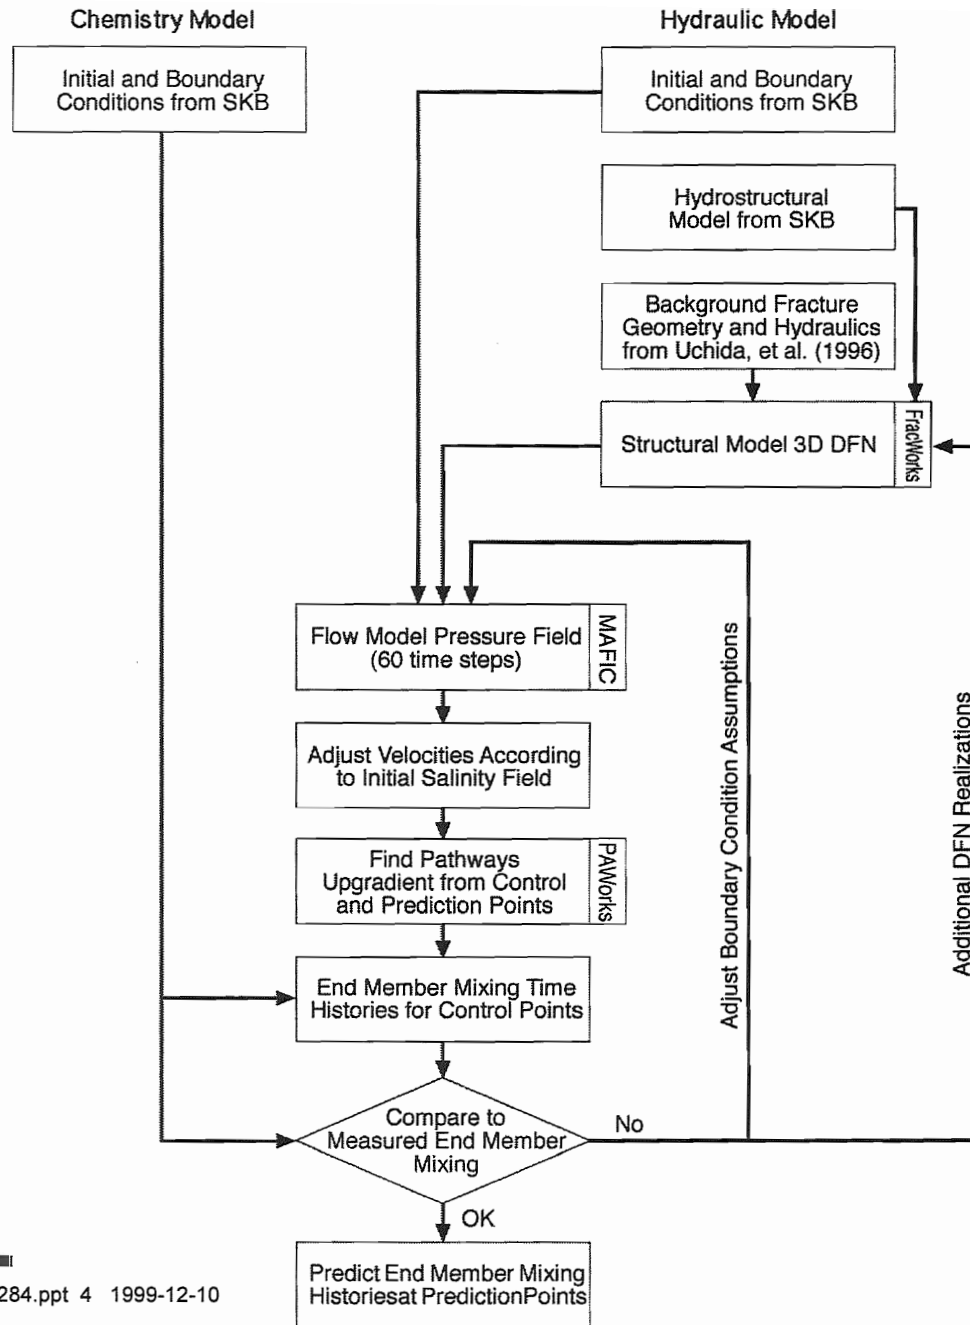 Chemistry Model
Hydraulic Model
Initial and Boundary
Conditions from SKB
Initial and Boundary
Conditions from SKB
Hydrostructural
Model from SKB
Background Fracture
Geometry and Hydraulics
from Uchida, et al. (1996)
Structural Model 3D DFN
FracWorks
Flow Model Pressure Field
(60 time steps)
MAFIC
Adjust Velocities According
to Initial Salinity Field
Find Pathways
Upgradient from Control
and Prediction Points
PAWorks
End Member Mixing Time
Histories for Control Points
Adjust Boundary Condition Assumptions
Additional DFN Realizations
Compare to
Measured End Member
Mixing
No
OK
Predict End Member Mixing
Historiesat PredictionPoints
284.ppt 4 1999-12-10